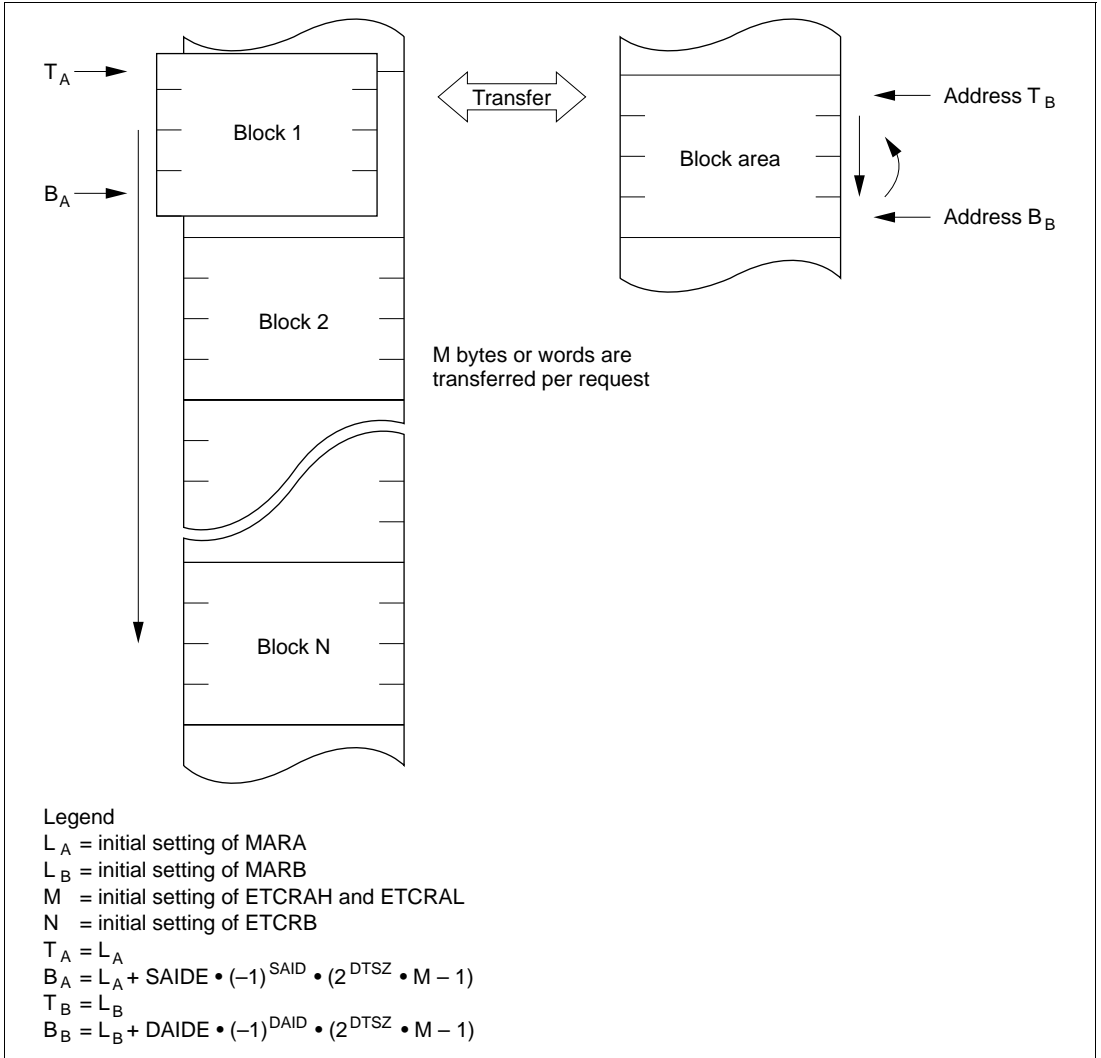 T A
Block 1
B A
Transfer
Address T B
Block area
Address B B
Block 2
M bytes or words are
transferred per request
Block N
Legend
L A = initial setting of MARA
L B = initial setting of MARB
M = initial setting of ETCRAH and ETCRAL
N = initial setting of ETCRB
T A = L A
B A = L A + SAIDE • (–1) SAID • (2 DTSZ • M – 1)
T B = L B
B B = L B + DAIDE • (–1) DAID • (2 DTSZ • M – 1)